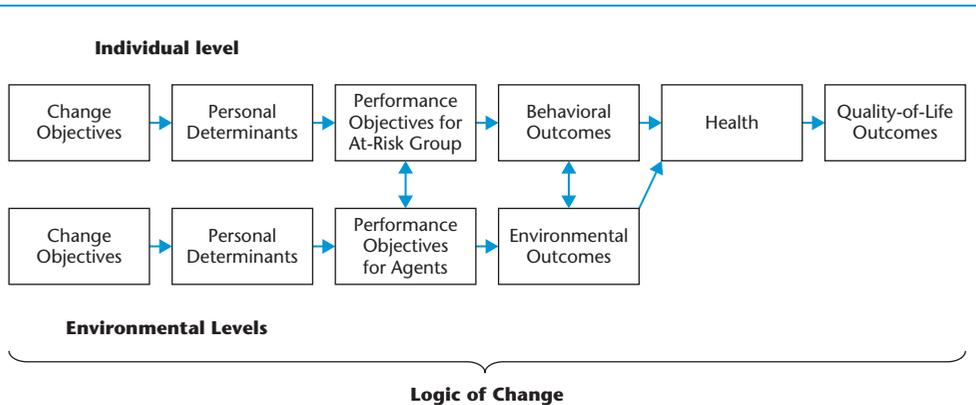 Individual level
Change
Objectives
Personal
Determinants
Performance
Objectives for
At-Risk Group
Behavioral
Outcomes
Health
Quality-of-Life
Outcomes
Change
Objectives
Personal
Determinants
Performance
Objectives
for Agents
Environmental
Outcomes
Environmental Levels
Logic of Change